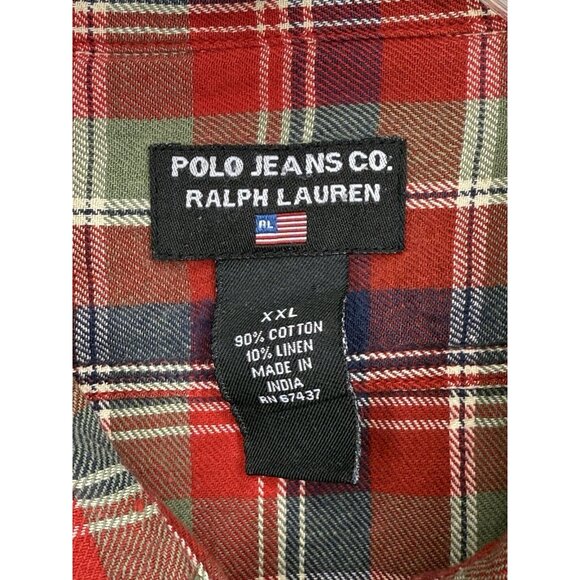 POLO JEANS CO.
RALPH LAUREN
RL
XXL
90% COTTON
10% LINEN
MADE IN
INDIA
RN 67437